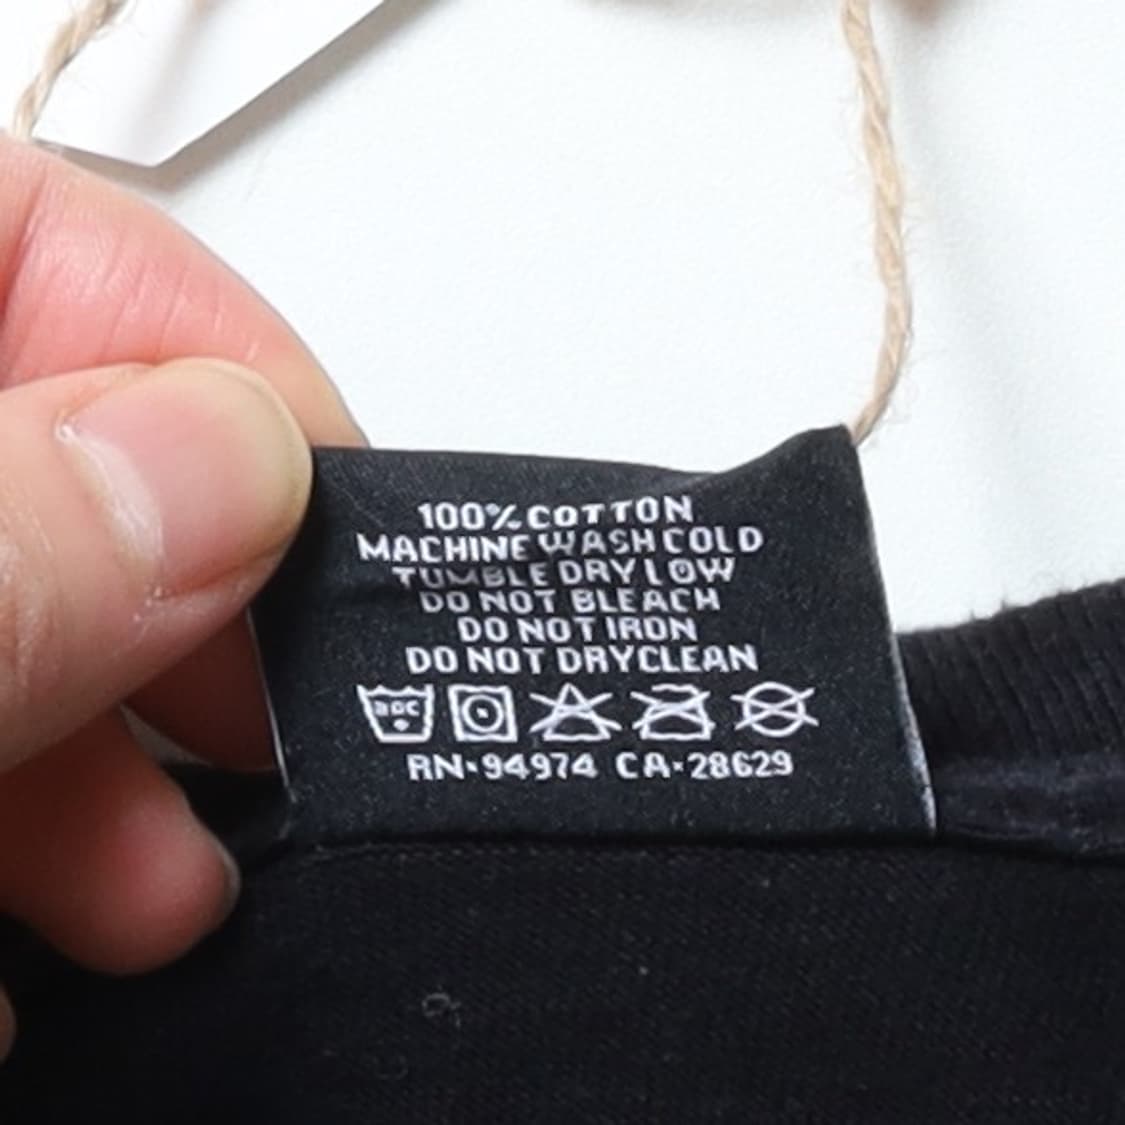 100% COTTON
MACHINE WASH COLD
TUMBLE DRY LOW
DO NOT BLEACH
DO NOT IRON
DO NOT DRYCLEAN
RN·94974 CA·28629